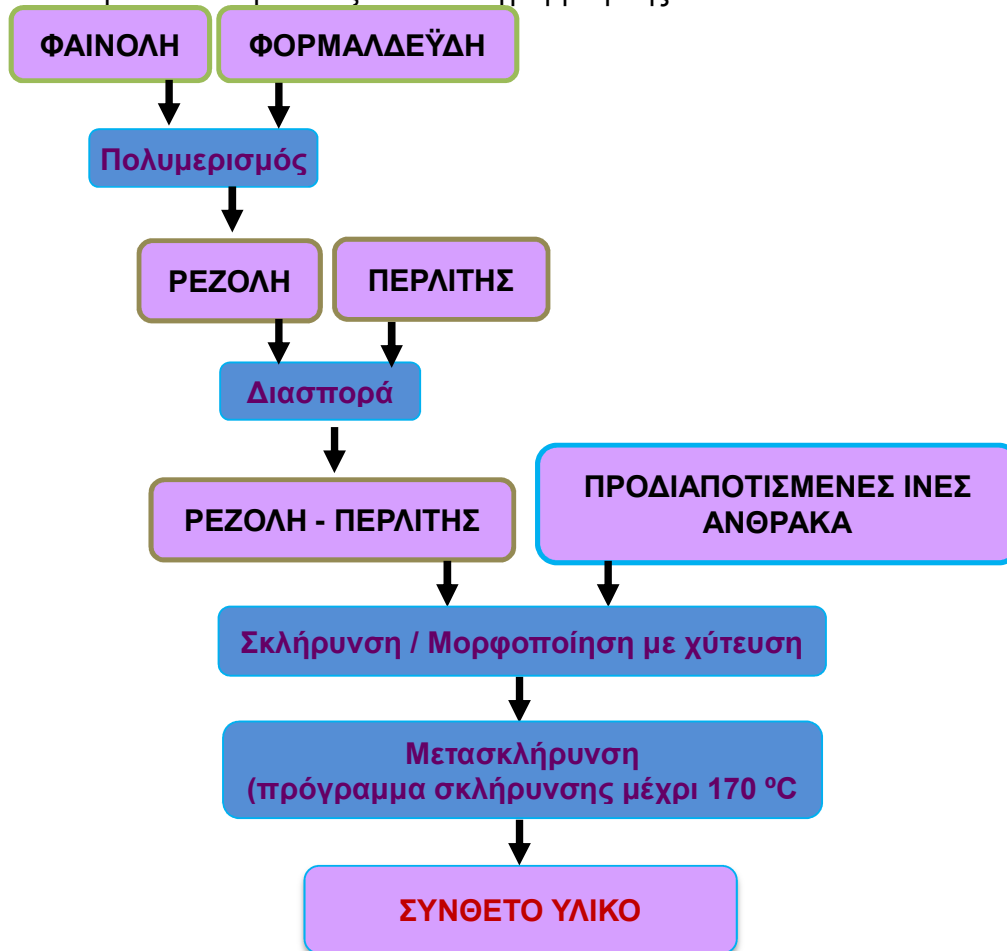 ΦΑΙΝΟΛΗ
ΦΟΡΜΑΛΔΕΫΔΗ
Πολυμερισμός
ΡΕΖΟΛΗ
ΠΕΡΛΙΤΗΣ
Διασπορά
ΡΕΖΟΛΗ - ΠΕΡΛΙΤΗΣ
ΠΡΟΔΙΑΠΟΤΙΣΜΕΝΕΣ ΙΝΕΣ
ΑΝΘΡΑΚΑ
Σκλήρυνση / Μορφοποίηση με χύτευση
Μετασκλήρυνση
(πρόγραμμα σκλήρυνσης μέχρι 170 ºC
ΣΥΝΘΕΤΟ ΥΛΙΚΟ